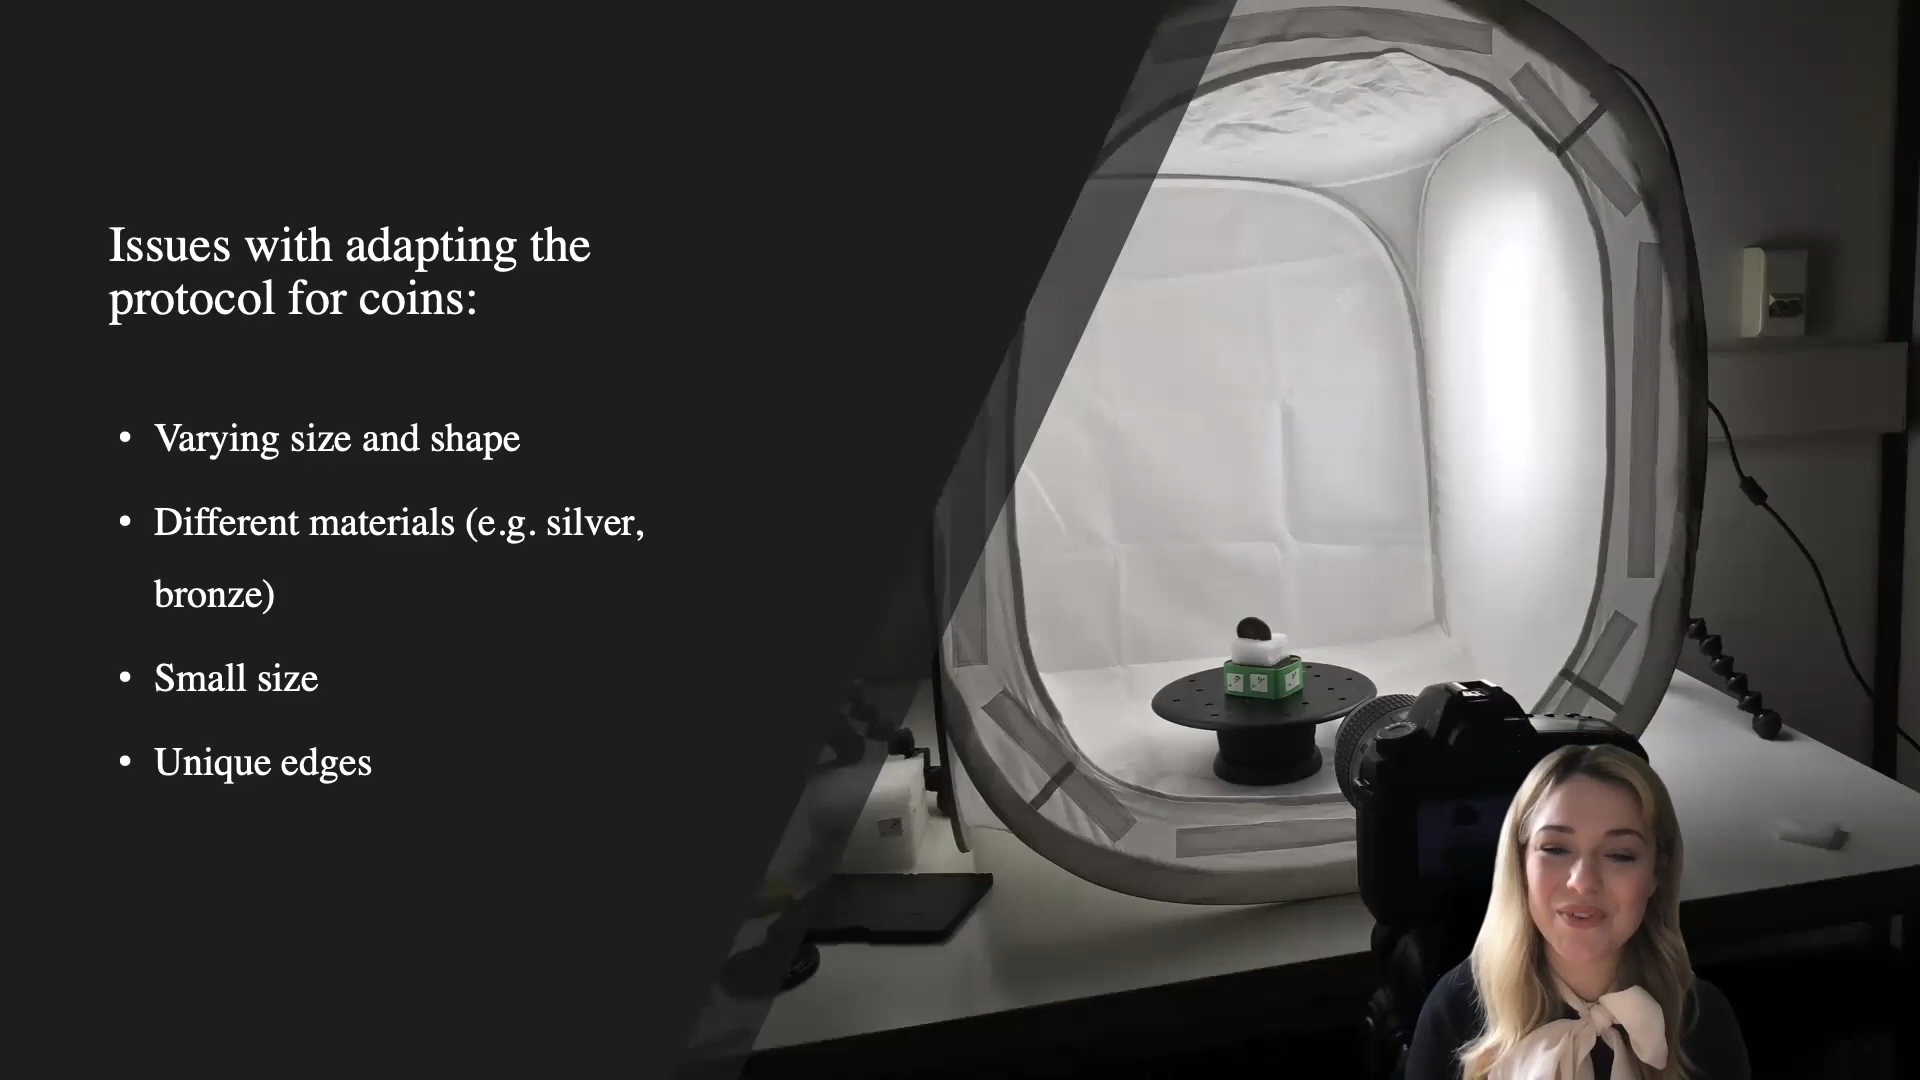 Issues with adapting the
protocol for coins:
• Varying size and shape
• Different materials (e.g. silver,
bronze)
• Small size
• Unique edges